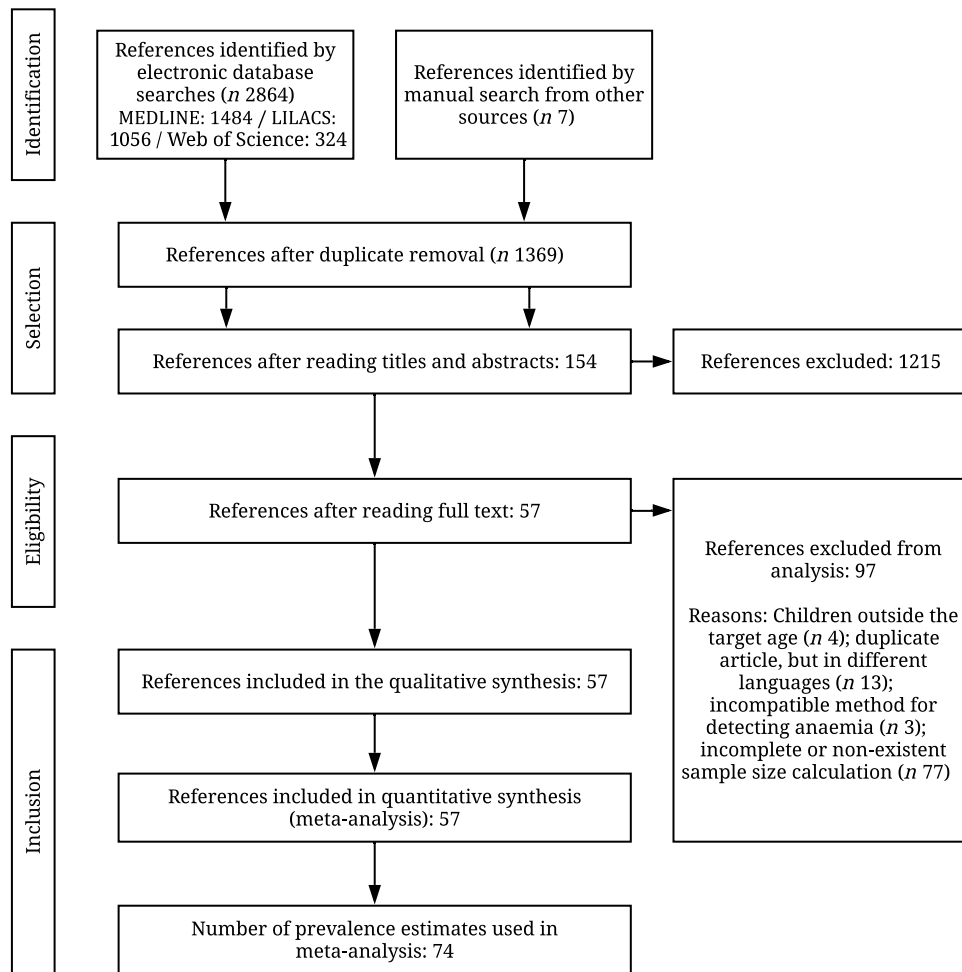 Identification
References identified by
electronic database
searches (n 2864)
MEDLINE: 1484 / LILACS:
1056 / Web of Science: 324
References identified by
manual search from other
sources (n 7)
Selection
References after duplicate removal (n 1369)
References after reading titles and abstracts: 154
References excluded: 1215
Eligibility
References after reading full text: 57
References excluded from
analysis: 97
Reasons: Children outside the
target age (n 4); duplicate
article, but in different
languages (n 13);
incompatible method for
detecting anaemia (n 3);
incomplete or non-existent
sample size calculation (n 77)
Inclusion
References included in the qualitative synthesis: 57
References included in quantitative synthesis
(meta-analysis): 57
Number of prevalence estimates used in
meta-analysis: 74